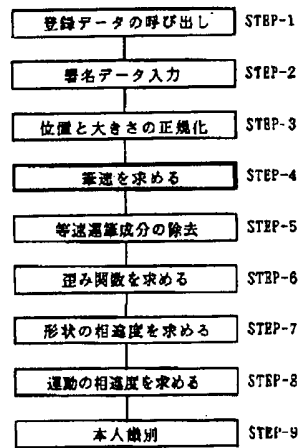 登録データの呼び出し STEP-1
署名データ入力 STEP-2
位置と大きさの正規化 STEP-3
筆速を求める STEP-4
等速運筆成分の除去 STEP-5
歪み関数を求める STEP-6
形状の相違度を求める STEP-7
運動の相違度を求める STEP-8
本人識別 STEP-9